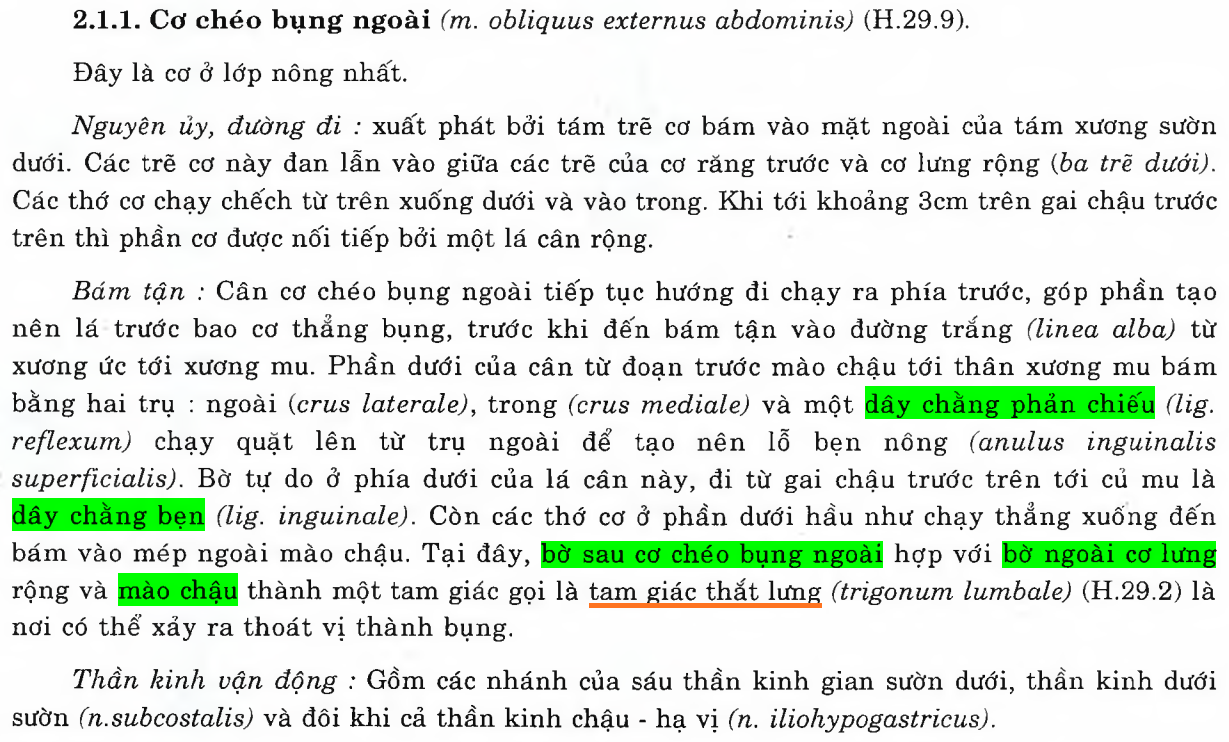 2.1.1. Cơ chéo bụng ngoài (m. obliquus externus abdominis) (H.29.9).
Đây là cơ ở lớp nông nhất.
Nguyên ủy, đường đi : xuất phát bởi tám trẽ cơ bám vào mặt ngoài của tám xương sườn
dưới. Các trẽ cơ này đan lẫn vào giữa các trẽ của cơ răng trước và cơ lưng rộng (ba trẽ dưới).
Các thớ cơ chạy chếch từ trên xuống dưới và vào trong. Khi tới khoảng 3cm trên gai chậu trước
trên thì phần cơ được nối tiếp bởi một lá cân rộng.
Bám tận : Cân cơ chéo bụng ngoài tiếp tục hướng đi chạy ra phía trước, góp phần tạo
nên lá trước bao cơ thẳng bụng, trước khi đến bám tận vào đường trắng (linea alba) từ
xương ức tới xương mu. Phần dưới của cân từ đoạn trước mào chậu tới thân xương mu bám
bằng hai trụ : ngoài (crus laterale), trong (crus mediale) và một dây chằng phản chiếu (lig.
reflexum) chạy quặt lên từ trụ ngoài để tạo nên lỗ bẹn nông (anulus inguinalis
superficialis). Bờ tự do ở phía dưới của lá cân này, đi từ gai chậu trước trên tới củ mu là
dây chằng bẹn (lig. inguinale). Còn các thớ cơ ở phần dưới hầu như chạy thẳng xuống đến
bám vào mép ngoài mào chậu. Tại đây, bờ sau cơ chéo bụng ngoài hợp với bờ ngoài cơ lưng
rộng và mào chậu thành một tam giác gọi là tam giác thắt lưng (trigonum lumbale) (H.29.2) là
nơi có thể xảy ra thoát vị thành bụng.
Thần kinh vận động : Gồm các nhánh của sáu thần kinh gian sườn dưới, thần kinh dưới
sườn (n.subcostalis) và đôi khi cả thần kinh chậu - hạ vị (n. iliohypogastricus).